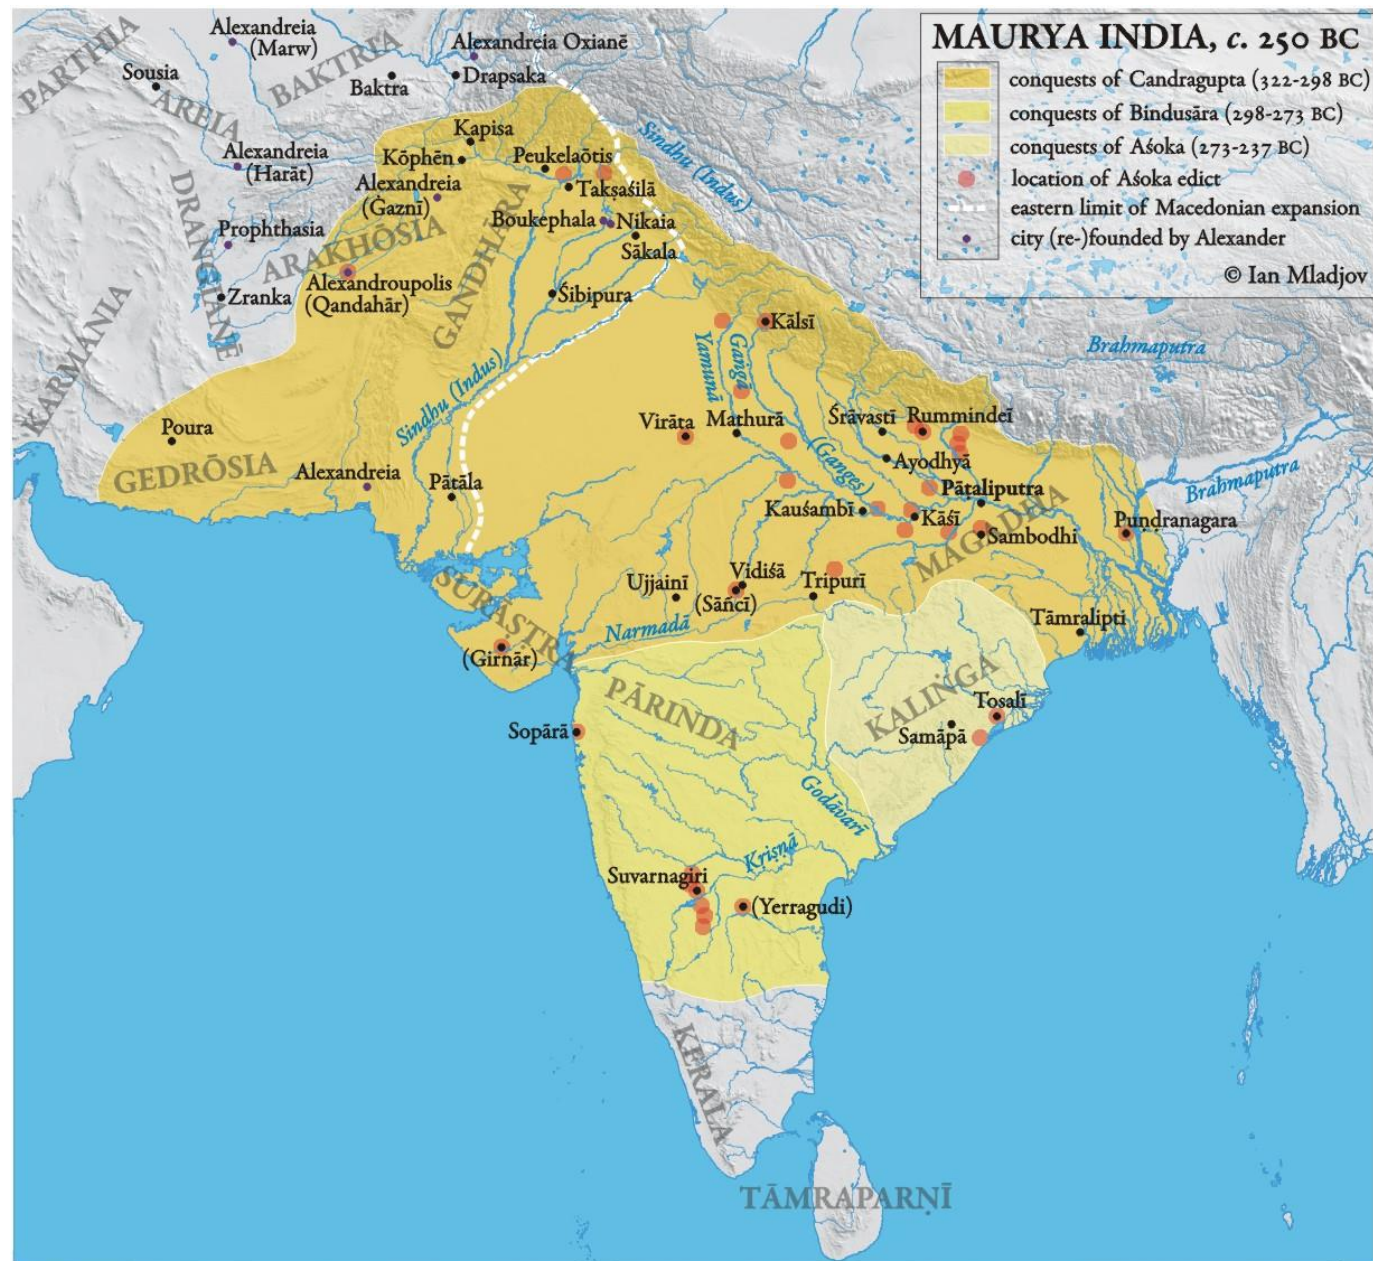 MAURYA INDIA, c. 250 BC
conquests of Candragupta (322-298 BC)
conquests of Bindusāra (298-273 BC)
conquests of Aśoka (273-237 BC)
location of Aśoka edict
eastern limit of Macedonian expansion
city (re-)founded by Alexander
© Ian Mladjov
PARTHIA
Alexandreia
(Marw)
BAKTRIA
Alexandreia Oxianē
Sousia
Baktra
Drapsaka
AREIA
Kapisa
Sindhu (Indus)
Alexandreia
(Harāt)
Kōphēn
Peukelaōtis
DRANGIANĒ
Alexandreia
(Ġaznī)
Takṣaśilā
GANDHĀRA
Prophthasia
ARAKHŌSIA
Boukephala
Nikaia
Sākala
Alexandroupolis
(Qandahār)
Zranka
Śibipura
KARMANIA
Kālsī
Yamunā
Gaṅgā
(Ganges)
Brahmaputra
Sindhu (Indus)
Poura
Virāta
Mathurā
Śrāvastī
Rummindeī
GEDRŌSIA
Alexandreia
Pātāla
Ayodhyā
Brahmaputra
Pāṭaliputra
Kauśambī
Kāśī
MAGADHA
Sambodhi
Puṇḍranagara
SURĀṢṬRA
Ujjainī
Vidiśā
(Sāñcī)
Tripurī
Narmadā
Tāmralipti
(Girnār)
PĀRINDA
KALIṄGA
Tosalī
Sopārā
Samāpā
Godāvarī
Kriṣṇā
Suvarnagiri
(Yerragudi)
KERALA
TĀMRAPARṆĪ